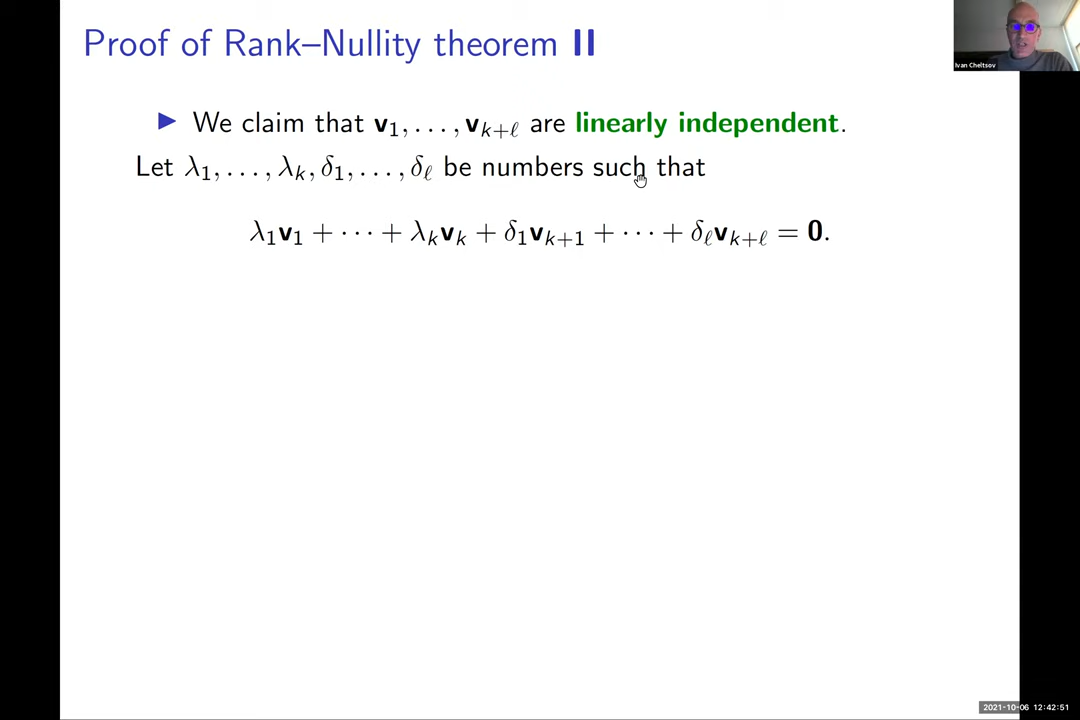 Proof of Rank–Nullity theorem II
Ivan Cheltsov
▶ We claim that v₁, . . . , vₖ₊ℓ are linearly independent.
Let λ₁, . . . , λₖ, δ₁, . . . , δℓ be numbers such that
λ₁v₁ + · · · + λₖvₖ + δ₁vₖ₊₁ + · · · + δℓvₖ₊ℓ = 0.
2021-10-06 12:42:51